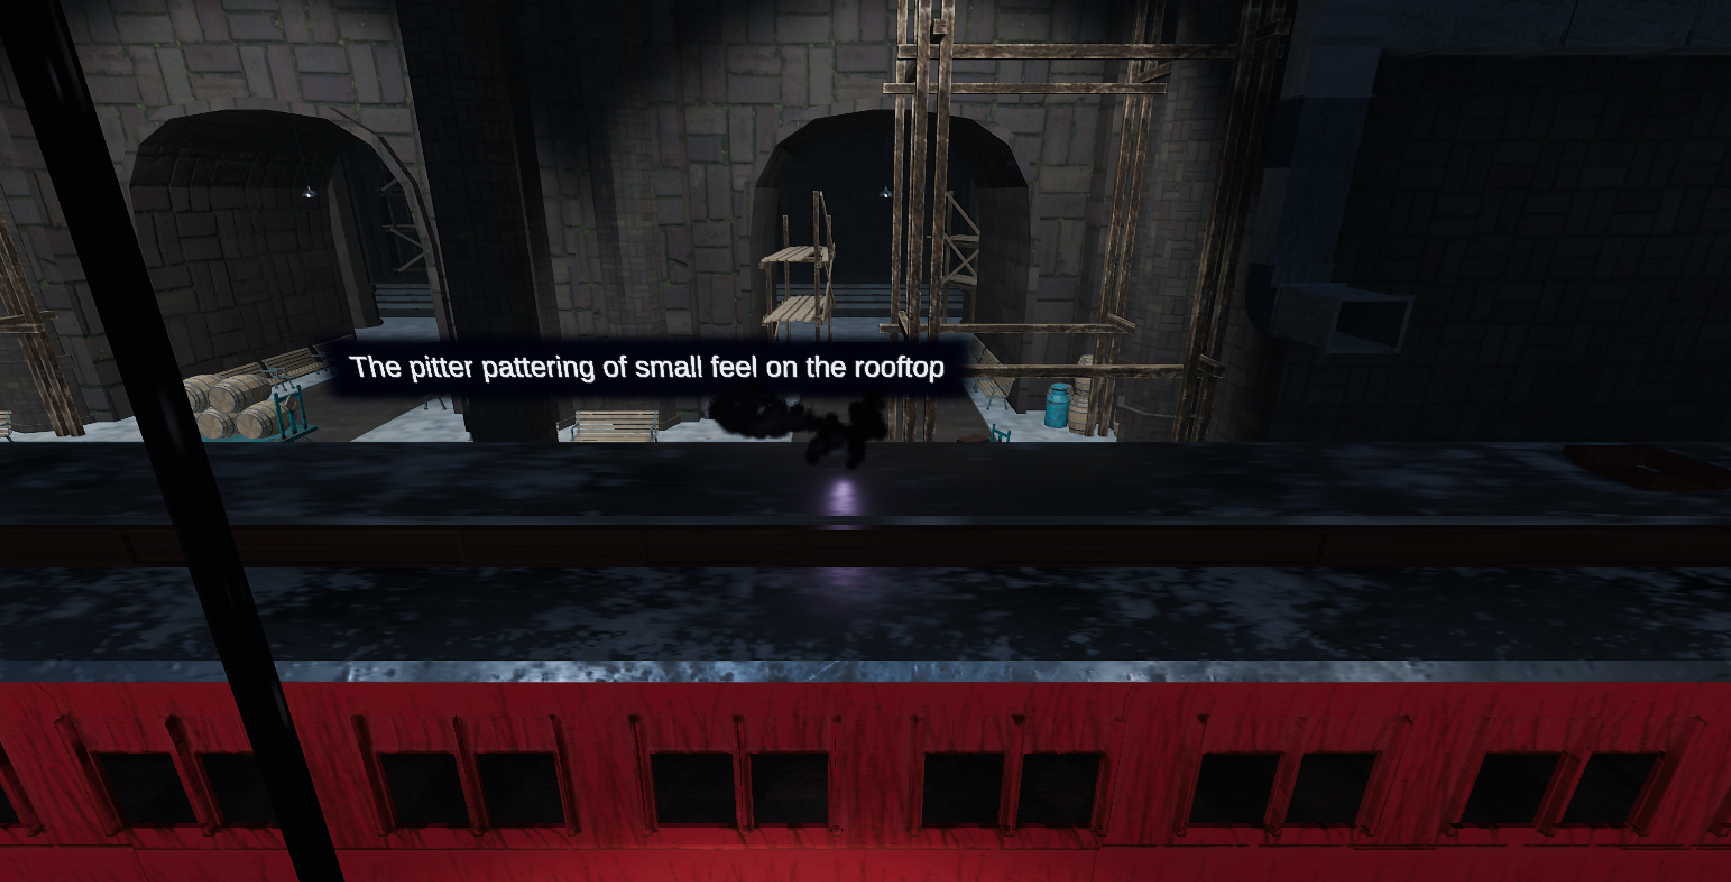 The pitter pattering of small feel on the rooftop